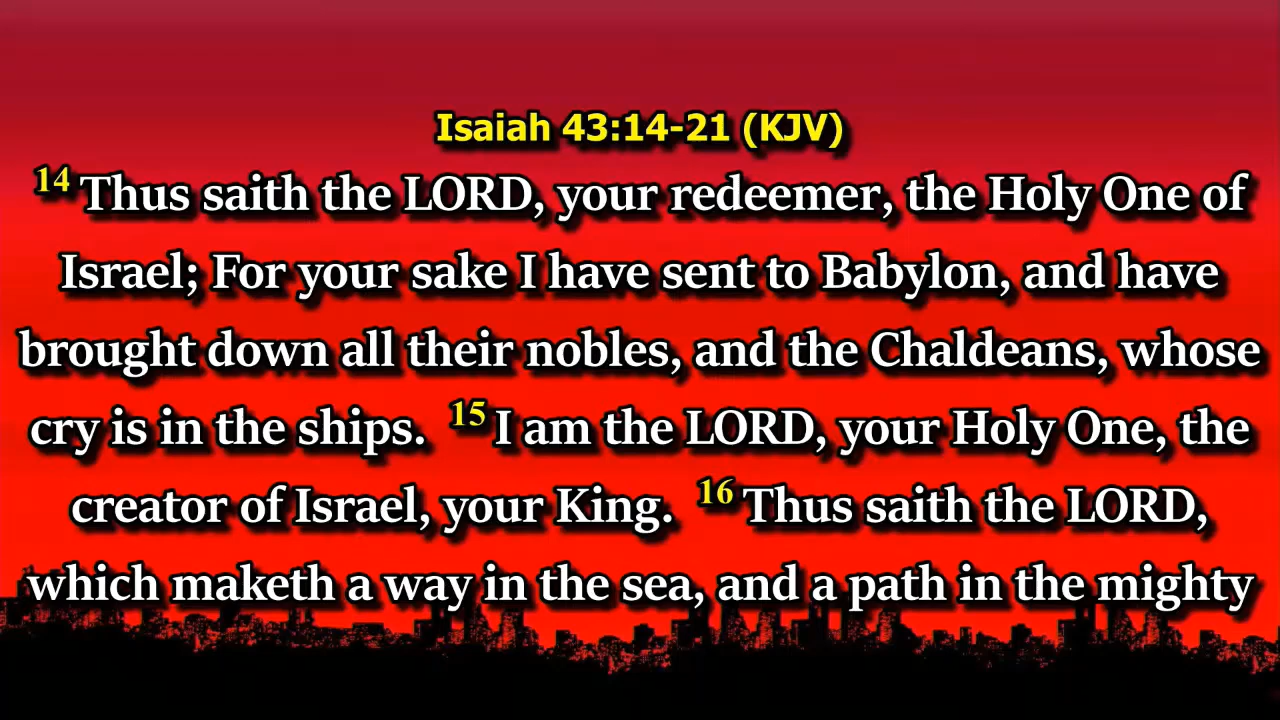 Isaiah 43:14-21 (KJV)
14 Thus saith the LORD, your redeemer, the Holy One of
Israel; For your sake I have sent to Babylon, and have
brought down all their nobles, and the Chaldeans, whose
cry is in the ships. 15 I am the LORD, your Holy One, the
creator of Israel, your King. 16 Thus saith the LORD,
which maketh a way in the sea, and a path in the mighty